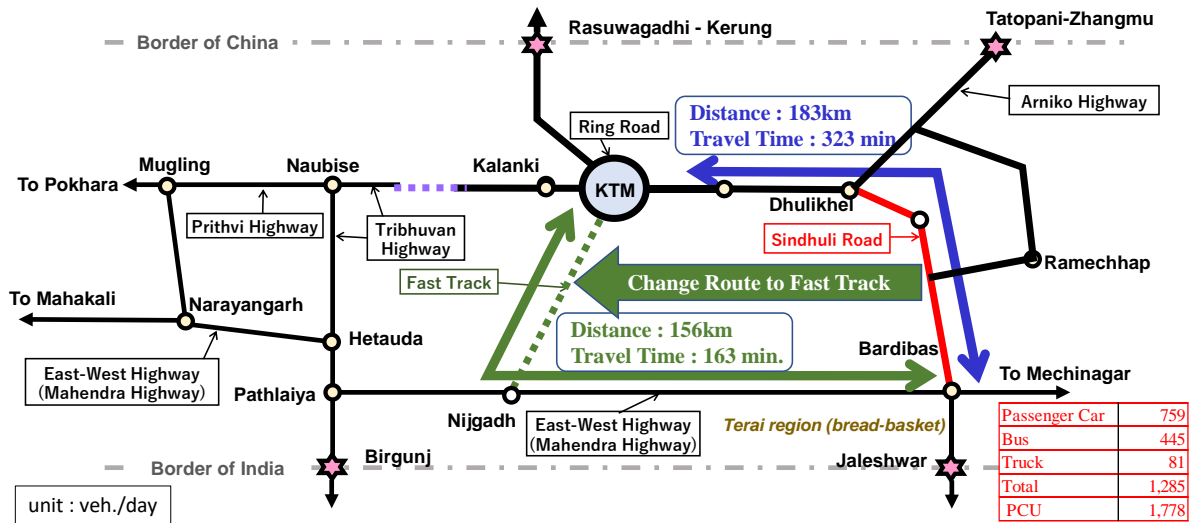 Rasuwagadhi - Kerung
Tatopani-Zhangmu
Border of China
Arniko Highway
Distance : 183km
Travel Time : 323 min
Ring Road
Mugling
Naubise
Kalanki
KTM
To Pokhara
Dhulikhel
Prithvi Highway
Tribhuvan
Highway
Sindhuli Road
Ramechhap
Fast Track
Change Route to Fast Track
To Mahakali
Narayangarh
Distance : 156km
Travel Time : 163 min.
Hetauda
Bardibas
East-West Highway
(Mahendra Highway)
To Mechinagar
Pathlaiya
Nijgadh
East-West Highway
(Mahendra Highway)
Terai region (bread-basket)
Passenger Car 759
Bus 445
Truck 81
Total 1,285
PCU 1,778
Border of India
Birgunj
Jaleshwar
unit : veh./day